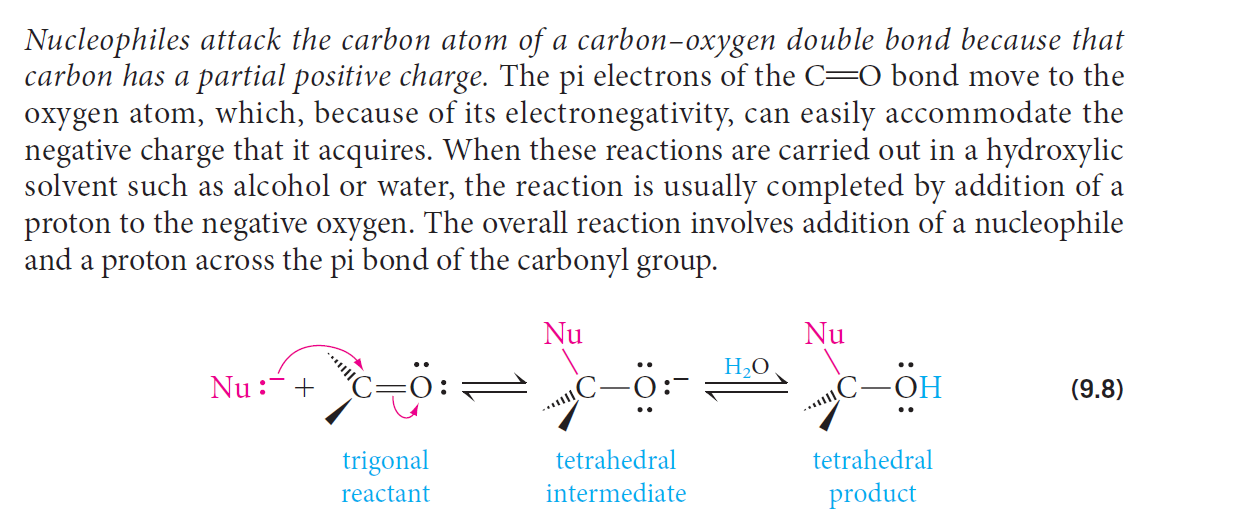 Nucleophiles attack the carbon atom of a carbon–oxygen double bond because that
carbon has a partial positive charge. The pi electrons of the C=O bond move to the
oxygen atom, which, because of its electronegativity, can easily accommodate the
negative charge that it acquires. When these reactions are carried out in a hydroxylic
solvent such as alcohol or water, the reaction is usually completed by addition of a
proton to the negative oxygen. The overall reaction involves addition of a nucleophile
and a proton across the pi bond of the carbonyl group.
Nu Nu
Nu:⁻ + C=O: ⇌ C—O:⁻ H₂O ⇌ C—OH (9.8)
trigonal tetrahedral tetrahedral
reactant intermediate product